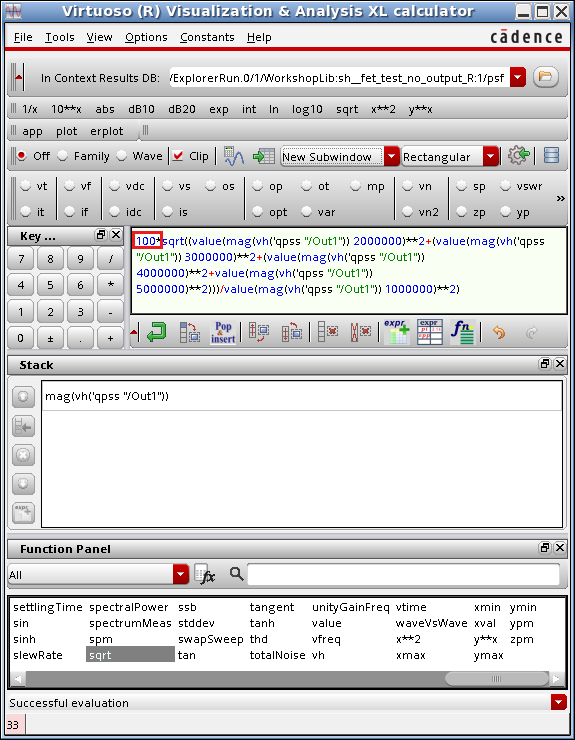 Virtuoso (R) Visualization & Analysis XL calculator
File Tools View Options Constants Help cādence
In Context Results DB: /ExplorerRun.0/1/WorkshopLib:sh__fet_test_no_output_R:1/psf
1/x 10**x abs dB10 dB20 exp int ln log10 sqrt x**2 y**x
app plot erplot
Off Family Wave Clip New Subwindow Rectangular
vt vf vdc vs os op ot mp vn sp vswr »
it if idc is opt var vn2 zp yp
Key ...
7 8 9 /
4 5 6 *
1 2 3 -
0 ± . +
100*sqrt((value(mag(vh('qpss "/Out1")) 2000000)**2+(value(mag(vh('qpss
"/Out1")) 3000000)**2+(value(mag(vh('qpss "/Out1"))
4000000)**2+value(mag(vh('qpss "/Out1"))
5000000)**2)))/value(mag(vh('qpss "/Out1")) 1000000)**2)
Pop
&
insert
expr
expr
fn
Stack
mag(vh('qpss "/Out1"))
expr
Function Panel
All fx
settlingTime spectralPower ssb tangent unityGainFreq vtime xmin ymin
sin spectrumMeas stddev tanh value waveVsWave xval ypm
sinh spm swapSweep thd vfreq x**2 y**x zpm
slewRate sqrt tan totalNoise vh xmax ymax
Successful evaluation
33